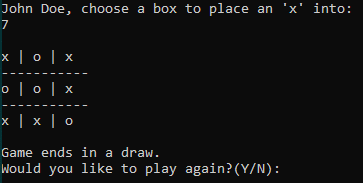 John Doe, choose a box to place an 'x' into:
7
x | o | x
-----------
o | o | x
-----------
x | x | o
Game ends in a draw.
Would you like to play again?(Y/N):